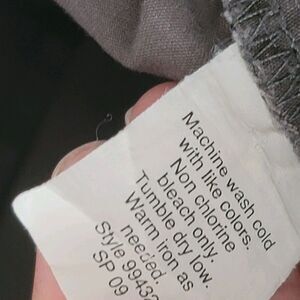 Machine wash cold
with like colors.
Non chlorine
bleach only.
Tumble dry low.
Warm iron as
needed.
Style
SP 09